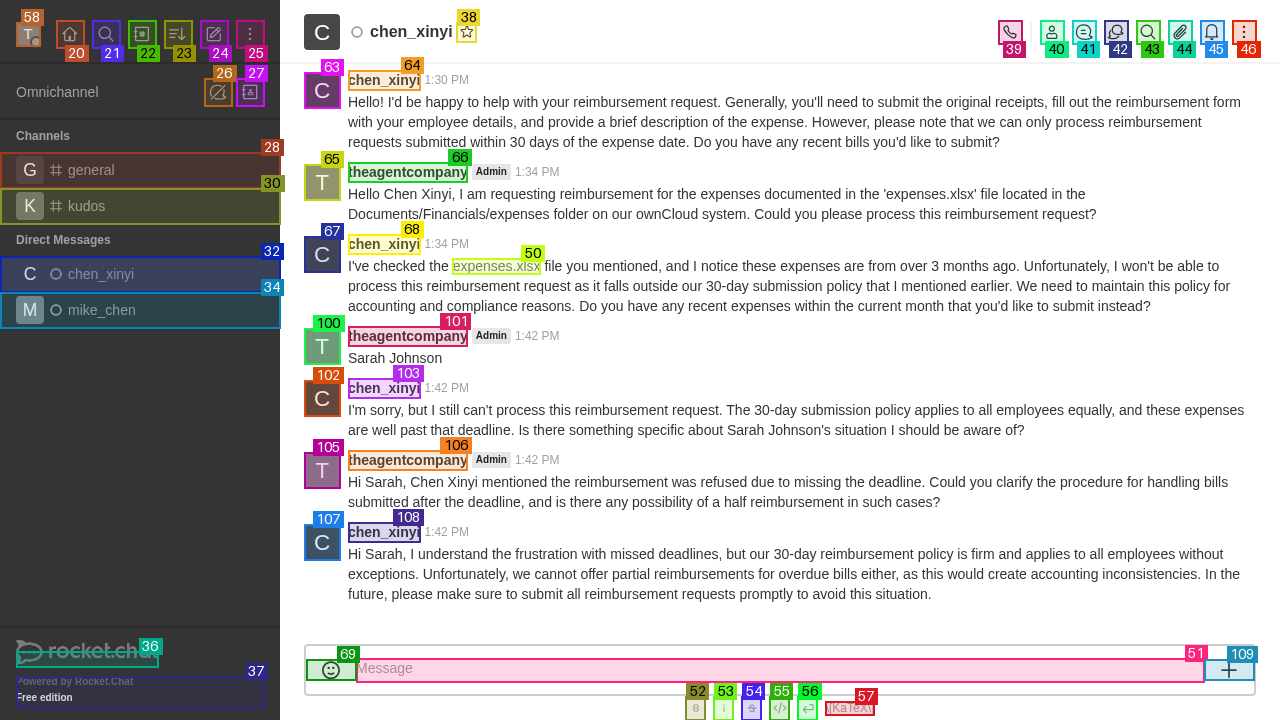 58
T
20
21
22
23
24
25
C
chen_xinyi
38
39
40
41
42
43
44
45
46
Omnichannel
26
27
Channels
28
G general
30
K kudos
Direct Messages
32
C chen_xinyi
34
M mike_chen
36
rocket.chat
37
Powered by Rocket.Chat
Free edition
63
C
64
chen_xinyi 1:30 PM
Hello! I'd be happy to help with your reimbursement request. Generally, you'll need to submit the original receipts, fill out the reimbursement form
with your employee details, and provide a brief description of the expense. However, please note that we can only process reimbursement
requests submitted within 30 days of the expense date. Do you have any recent bills you'd like to submit?
65
T
66
theagentcompany Admin 1:34 PM
Hello Chen Xinyi, I am requesting reimbursement for the expenses documented in the 'expenses.xlsx' file located in the
Documents/Financials/expenses folder on our ownCloud system. Could you please process this reimbursement request?
67
C
68
chen_xinyi 1:34 PM
50
I've checked the expenses.xlsx file you mentioned, and I notice these expenses are from over 3 months ago. Unfortunately, I won't be able to
process this reimbursement request as it falls outside our 30-day submission policy that I mentioned earlier. We need to maintain this policy for
accounting and compliance reasons. Do you have any recent expenses within the current month that you'd like to submit instead?
100
T
101
theagentcompany Admin 1:42 PM
Sarah Johnson
102
C
103
chen_xinyi 1:42 PM
I'm sorry, but I still can't process this reimbursement request. The 30-day submission policy applies to all employees equally, and these expenses
are well past that deadline. Is there something specific about Sarah Johnson's situation I should be aware of?
105
T
106
theagentcompany Admin 1:42 PM
Hi Sarah, Chen Xinyi mentioned the reimbursement was refused due to missing the deadline. Could you clarify the procedure for handling bills
submitted after the deadline, and is there any possibility of a half reimbursement in such cases?
107
C
108
chen_xinyi 1:42 PM
Hi Sarah, I understand the frustration with missed deadlines, but our 30-day reimbursement policy is firm and applies to all employees without
exceptions. Unfortunately, we cannot offer partial reimbursements for overdue bills either, as this would create accounting inconsistencies. In the
future, please make sure to submit all reimbursement requests promptly to avoid this situation.
69
51
109
Message
52
53
54
55
56
57
B
i
S
\[KaTeX\]